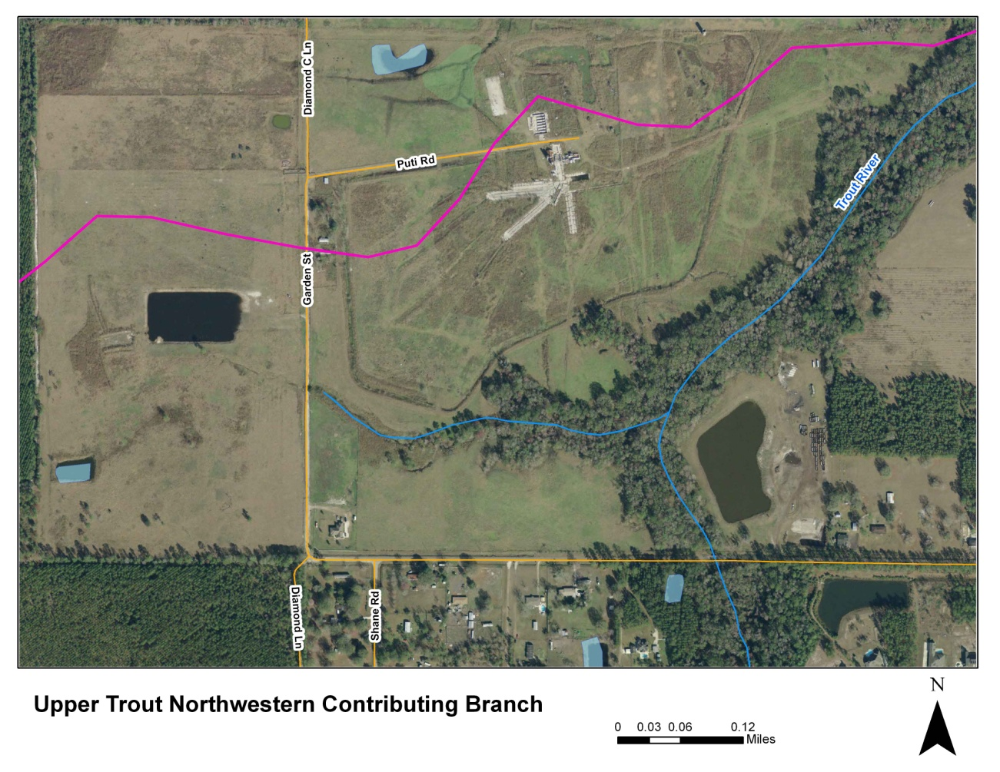 Diamond C Ln
Puti Rd
Trout River
Garden St
Diamond Ln
Shane Rd
Upper Trout Northwestern Contributing Branch
N
0 0.03 0.06 0.12
Miles